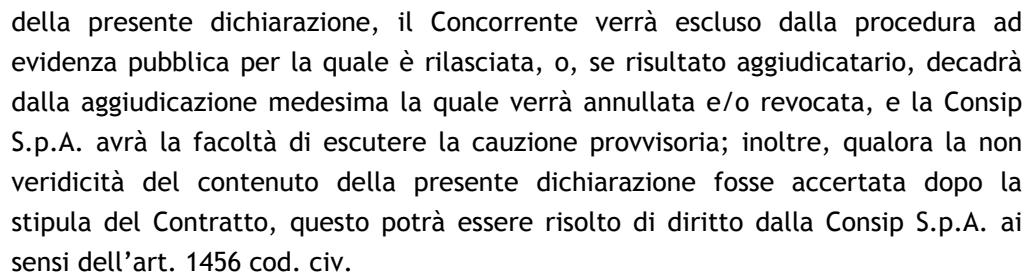 della presente dichiarazione, il Concorrente verrà escluso dalla procedura ad
evidenza pubblica per la quale è rilasciata, o, se risultato aggiudicatario, decadrà
dalla aggiudicazione medesima la quale verrà annullata e/o revocata, e la Consip
S.p.A. avrà la facoltà di escutere la cauzione provvisoria; inoltre, qualora la non
veridicità del contenuto della presente dichiarazione fosse accertata dopo la
stipula del Contratto, questo potrà essere risolto di diritto dalla Consip S.p.A. ai
sensi dell’art. 1456 cod. civ.